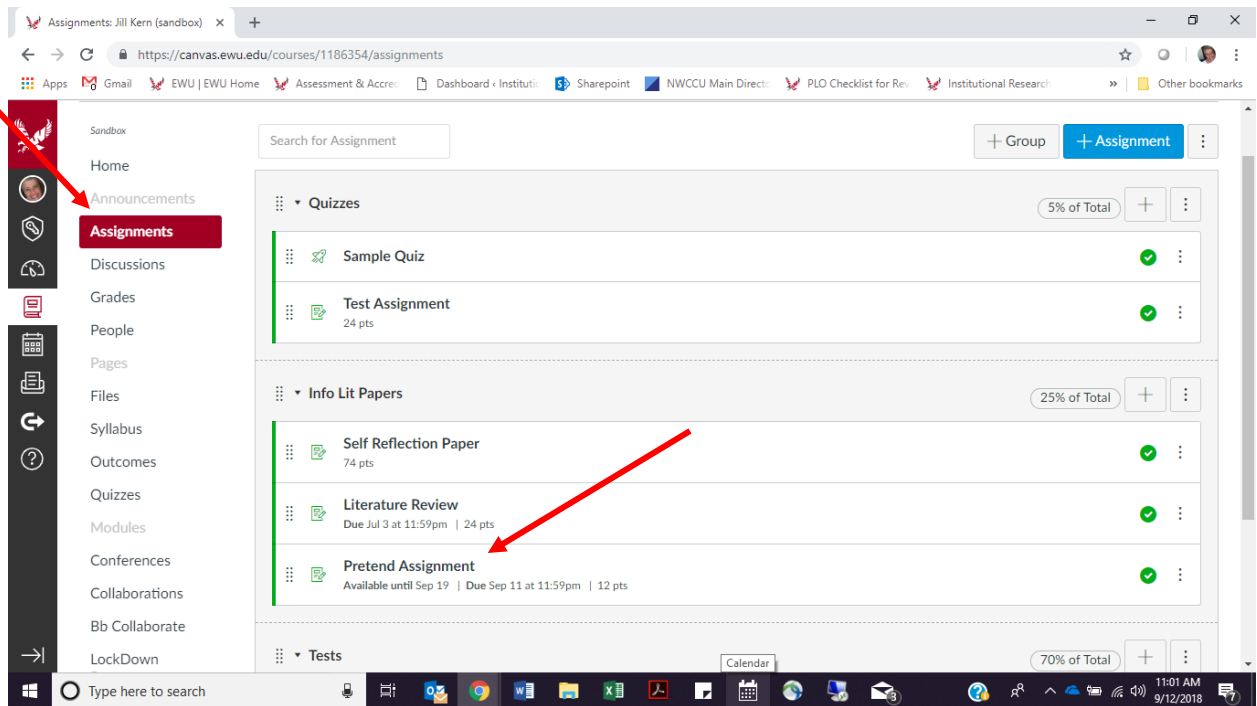 Assignments: Jill Kern (sandbox)
https://canvas.ewu.edu/courses/1186354/assignments
Apps Gmail EWU | EWU Home Assessment & Accred Dashboard ‹ Institutio Sharepoint NWCCU Main Directo PLO Checklist for Rev Institutional Research » Other bookmarks
Sandbox
Home
Announcements
Assignments
Discussions
Grades
People
Pages
Files
Syllabus
Outcomes
Quizzes
Modules
Conferences
Collaborations
Bb Collaborate
LockDown
Search for Assignment
+ Group
+ Assignment
Quizzes
5% of Total
Sample Quiz
Test Assignment
24 pts
Info Lit Papers
25% of Total
Self Reflection Paper
74 pts
Literature Review
Due Jul 3 at 11:59pm | 24 pts
Pretend Assignment
Available until Sep 19 | Due Sep 11 at 11:59pm | 12 pts
Tests
70% of Total
Calendar
Type here to search
11:01 AM
9/12/2018